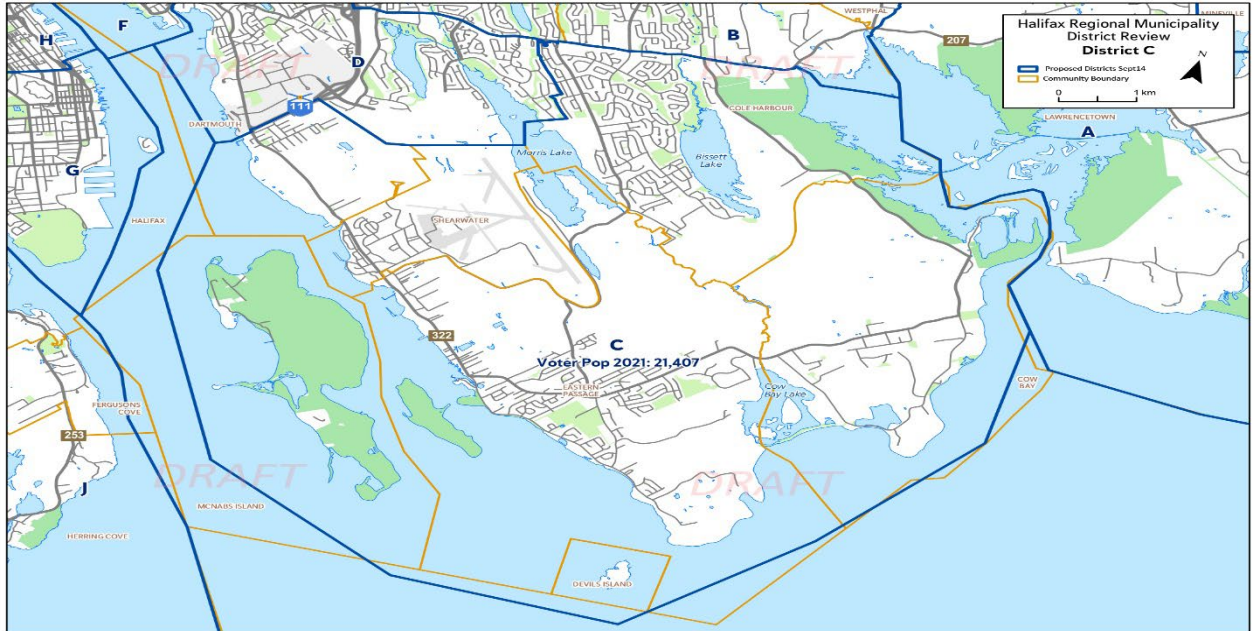 Halifax Regional Municipality
District Review
District C
N
Proposed Districts Sept14
Community Boundary
0 1 km
H
F
D
B
WESTPHAL
207
MINEVILLE
DRAFT
DRAFT
111
DARTMOUTH
COLE HARBOUR
LAWRENCETOWN
A
Morris Lake
Bissett
Lake
G
HALIFAX
SHEARWATER
322
C
Voter Pop 2021: 21,407
EASTERN
PASSAGE
Cow
Bay Lake
COW
BAY
FERGUSONS
COVE
253
J
DRAFT
DRAFT
MCNABS ISLAND
HERRING COVE
DEVILS ISLAND